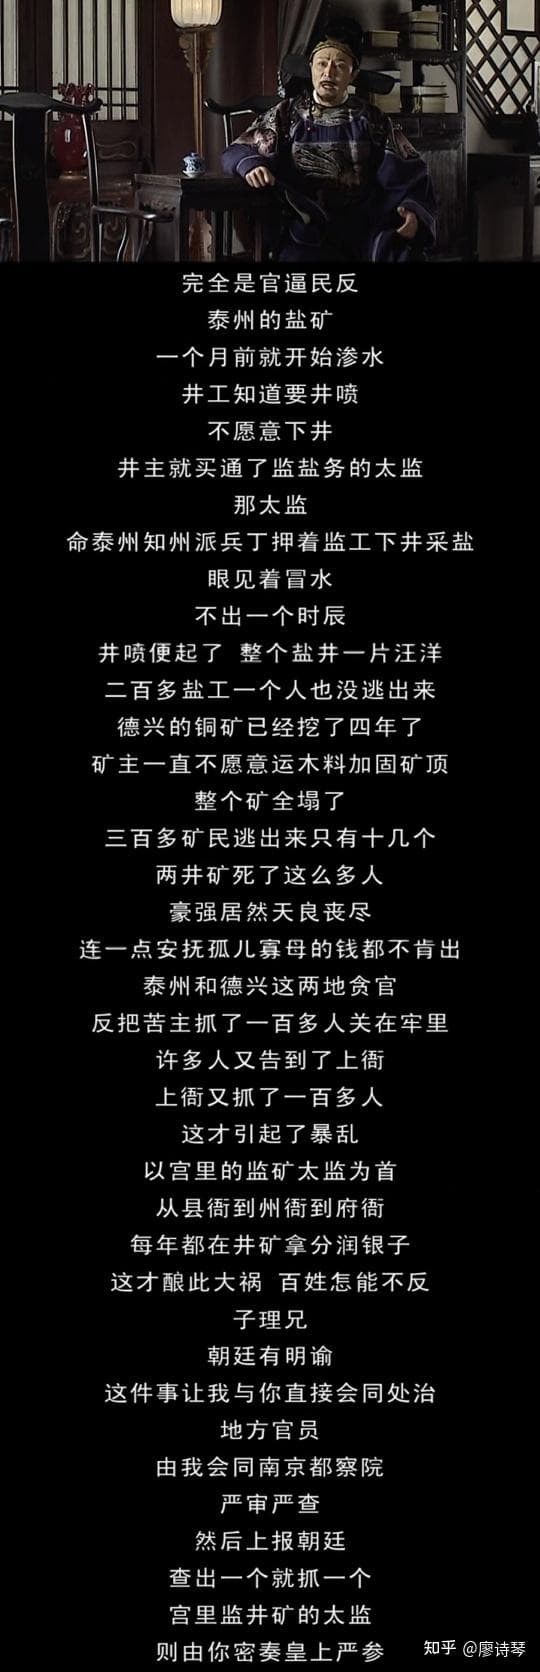 完全是官逼民反
泰州的盐矿
一个月前就开始渗水
井工知道要井喷
不愿意下井
井主就买通了监盐务的太监
那太监
命泰州知州派兵丁押着监工下井采盐
眼见着冒水
不出一个时辰
井喷便起了 整个盐井一片汪洋
二百多盐工一个人也没逃出来
德兴的铜矿已经挖了四年了
矿主一直不愿意运木料加固矿顶
整个矿全塌了
三百多矿民逃出来只有十几个
两井矿死了这么多人
豪强居然天良丧尽
连一点安抚孤儿寡母的钱都不肯出
泰州和德兴这两地贪官
反把苦主抓了一百多人关在牢里
许多人又告到了上衙
上衙又抓了一百多人
这才引起了暴乱
以宫里的监矿太监为首
从县衙到州衙到府衙
每年都在井矿拿分润银子
这才酿此大祸 百姓怎能不反
子理兄
朝廷有明谕
这件事让我与你直接会同处治
地方官员
由我会同南京都察院
严审严查
然后上报朝廷
查出一个就抓一个
宫里监井矿的太监
则由你密奏皇上严参
知乎 @廖诗琴